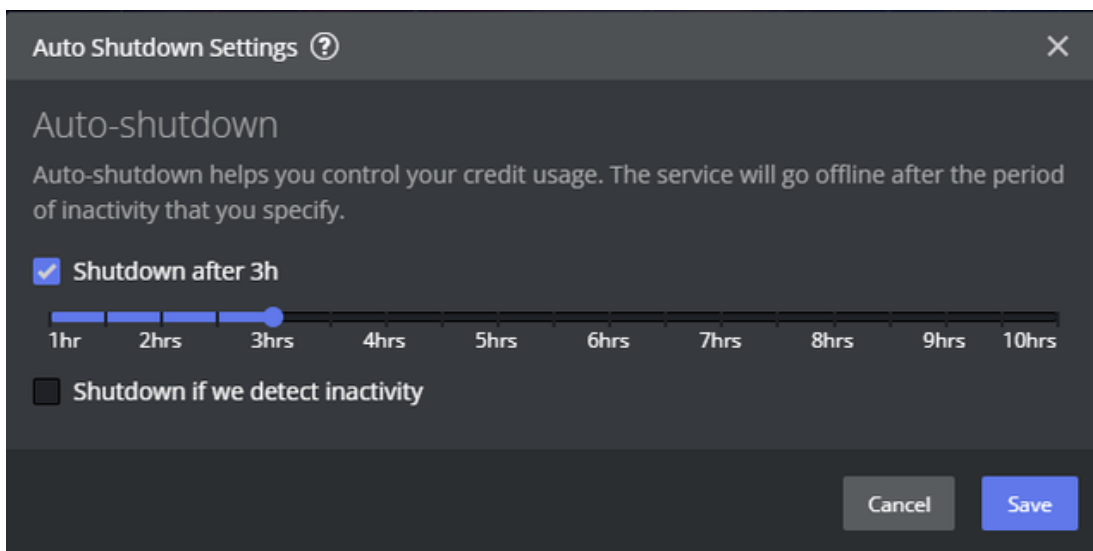 Auto Shutdown Settings ?
Auto-shutdown
Auto-shutdown helps you control your credit usage. The service will go offline after the period
of inactivity that you specify.
Shutdown after 3h
1hr 2hrs 3hrs 4hrs 5hrs 6hrs 7hrs 8hrs 9hrs 10hrs
Shutdown if we detect inactivity
Cancel Save